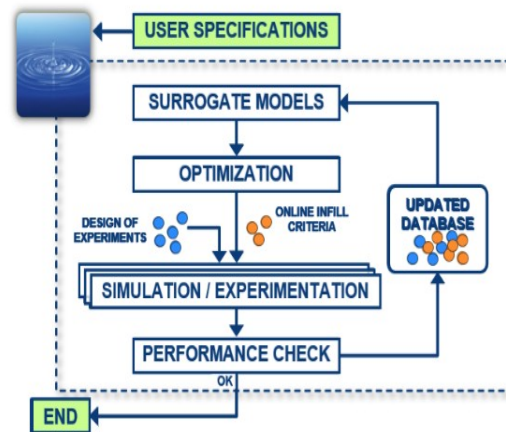 USER SPECIFICATIONS
SURROGATE MODELS
OPTIMIZATION
DESIGN OF
EXPERIMENTS
ONLINE INFILL
CRITERIA
UPDATED
DATABASE
SIMULATION / EXPERIMENTATION
PERFORMANCE CHECK
OK
END